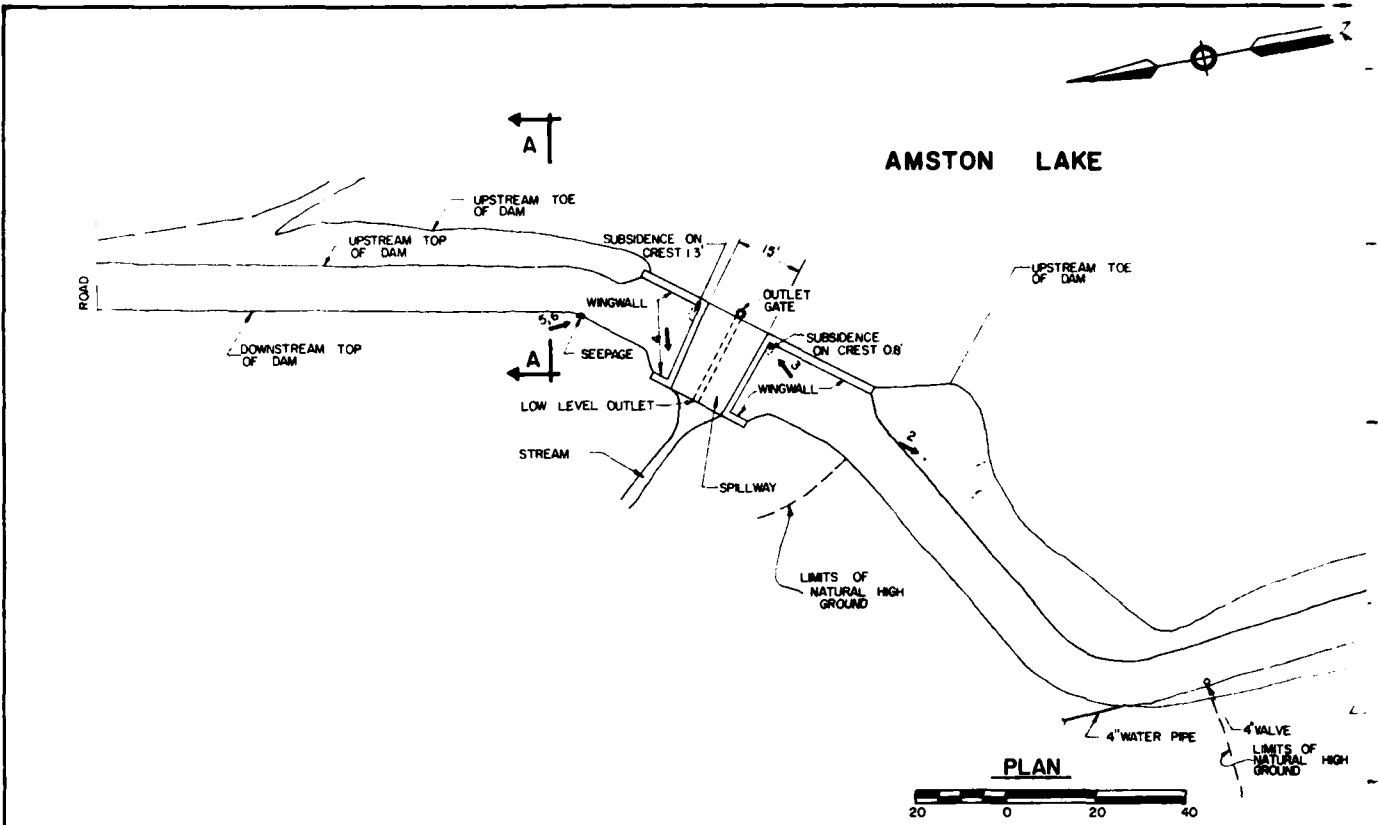 N
A
AMSTON LAKE
UPSTREAM TOE
OF DAM
UPSTREAM TOP
OF DAM
SUBSIDENCE ON
CREST 1.3'
15'
UPSTREAM TOE
OF DAM
ROAD
WINGWALL
OUTLET
GATE
5,6
4
SUBSIDENCE
ON CREST 0.8'
DOWNSTREAM TOP
OF DAM
A
SEEPAGE
3
WINGWALL
LOW LEVEL OUTLET
2
STREAM
SPILLWAY
LIMITS OF
NATURAL HIGH
GROUND
4" WATER PIPE
4" VALVE
LIMITS OF
NATURAL HIGH
GROUND
PLAN
20 0 20 40